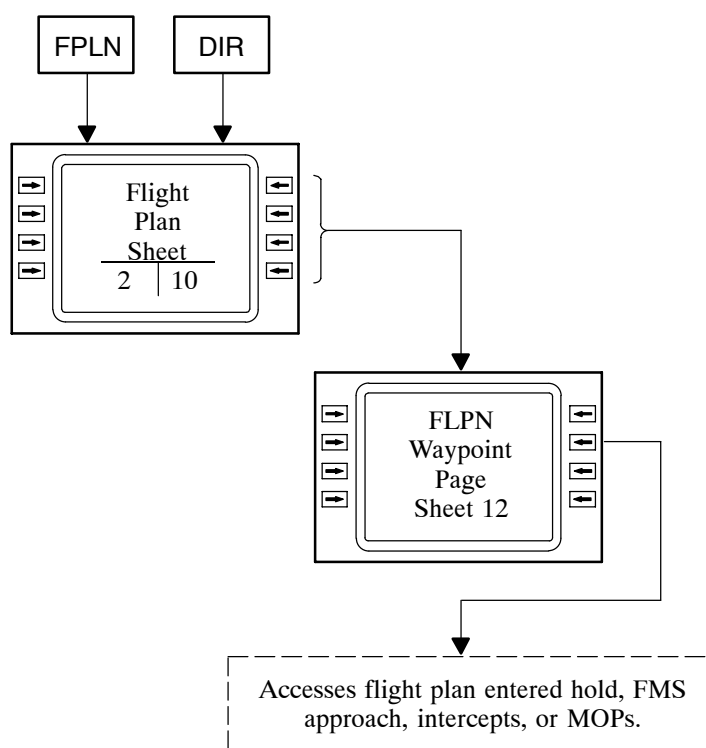 FPLN DIR
Flight
Plan
Sheet
2 10
FLPN
Waypoint
Page
Sheet 12
Accesses flight plan entered hold, FMS
approach, intercepts, or MOPs.